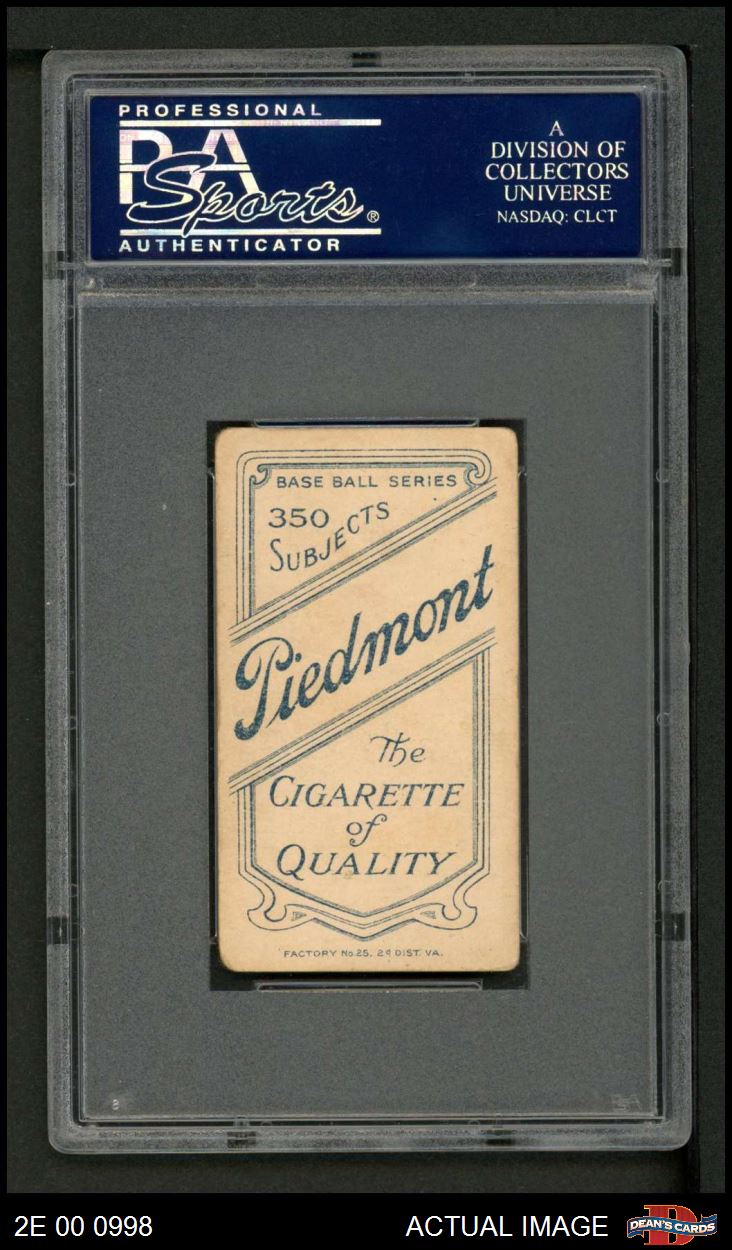 PROFESSIONAL
PSA
Sports®
AUTHENTICATOR
A
DIVISION OF
COLLECTORS
UNIVERSE
NASDAQ: CLCT
BASE BALL SERIES
350
SUBJECTS
Piedmont
The
CIGARETTE
of
QUALITY
FACTORY No 25, 2d DIST. VA.
2E 00 0998
ACTUAL IMAGE
DEAN'S CARDS